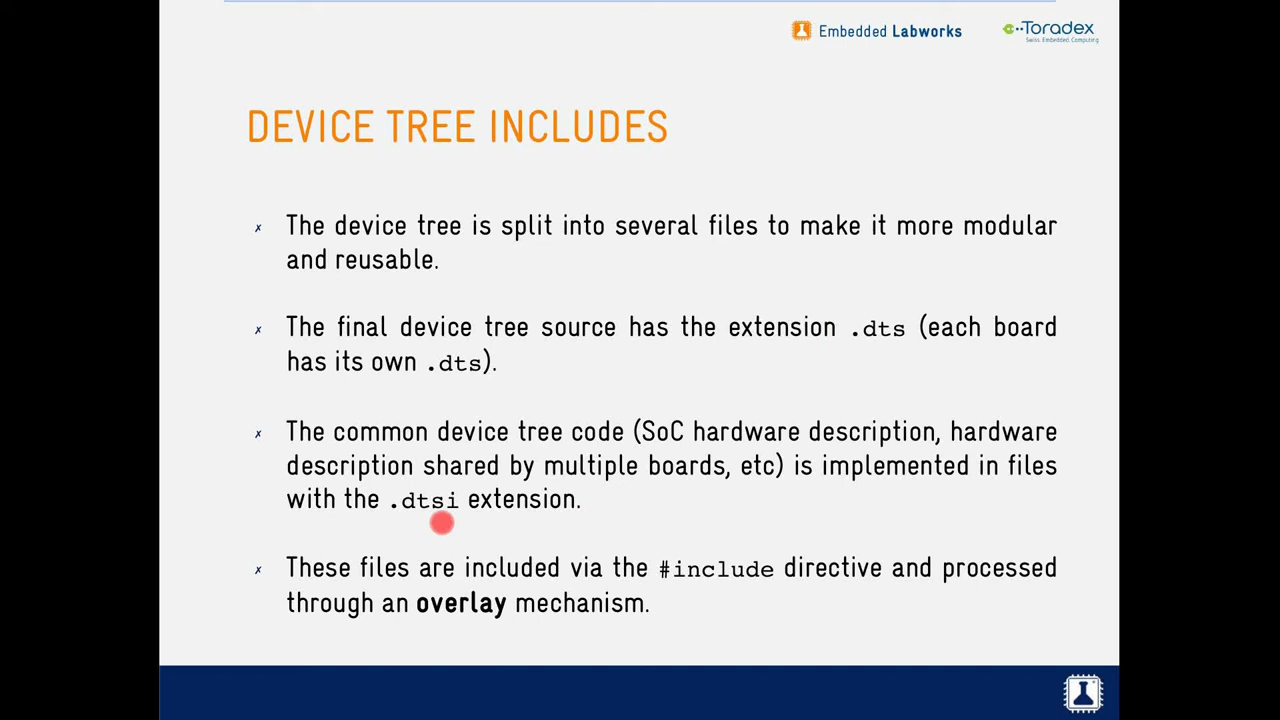 Embedded Labworks
Toradex
Swiss. Embedded. Computing.
DEVICE TREE INCLUDES
The device tree is split into several files to make it more modular
and reusable.
The final device tree source has the extension .dts (each board
has its own .dts).
The common device tree code (SoC hardware description, hardware
description shared by multiple boards, etc) is implemented in files
with the .dtsi extension.
These files are included via the #include directive and processed
through an overlay mechanism.